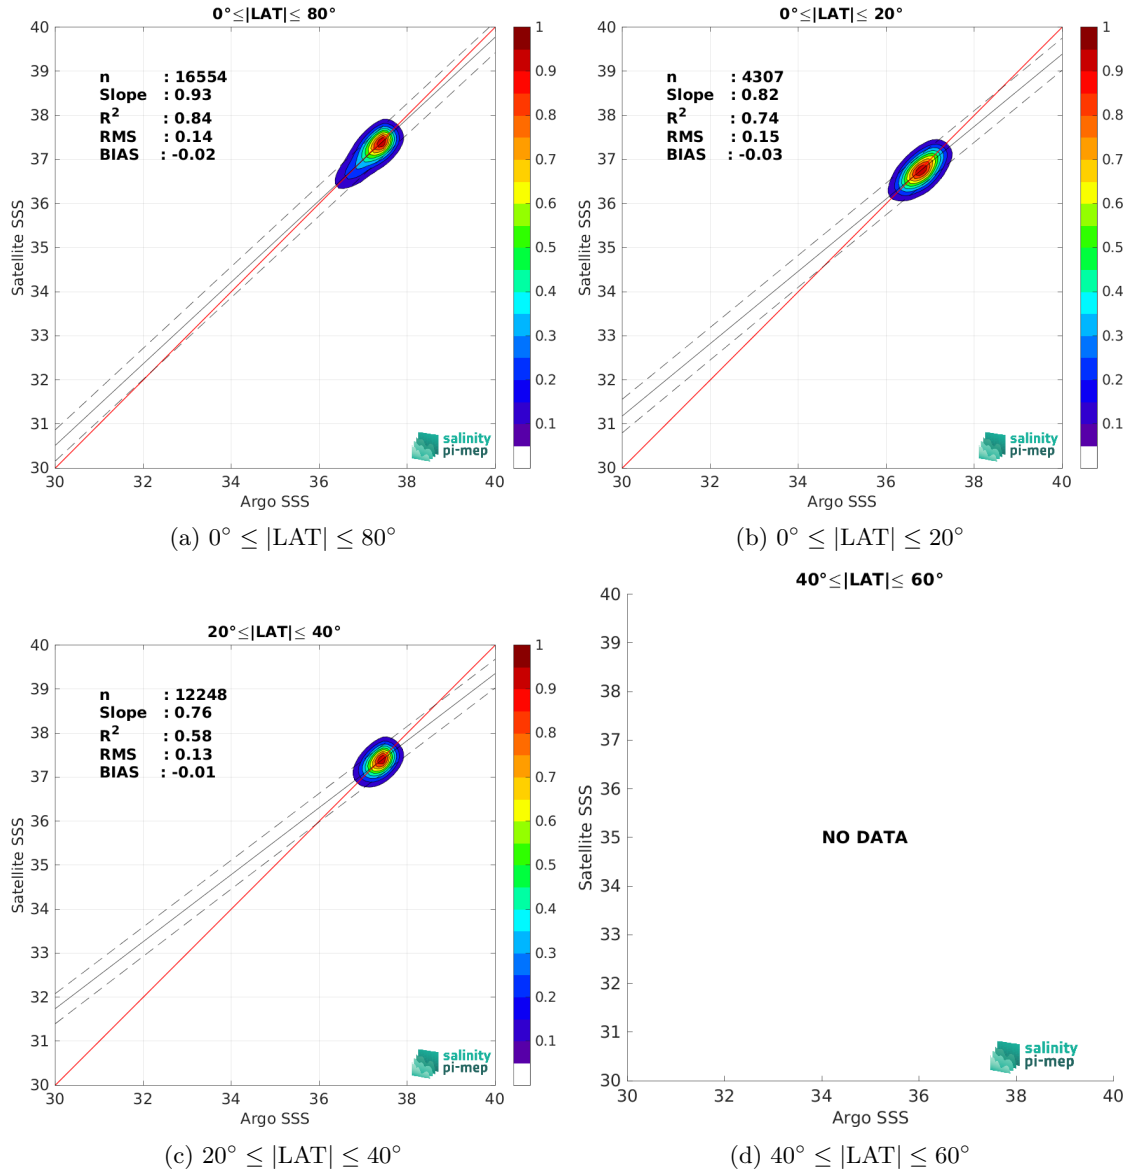 0°≤|LAT|≤ 80°
40
39
38
37
36
35
34
33
32
31
30
30 32 34 36 38 40
Satellite SSS
Argo SSS
n : 16554
Slope : 0.93
R² : 0.84
RMS : 0.14
BIAS : -0.02
salinity
pi-mep
1
0.9
0.8
0.7
0.6
0.5
0.4
0.3
0.2
0.1
(a) 0° ≤ |LAT| ≤ 80°
0°≤|LAT|≤ 20°
40
39
38
37
36
35
34
33
32
31
30
30 32 34 36 38 40
Satellite SSS
Argo SSS
n : 4307
Slope : 0.82
R² : 0.74
RMS : 0.15
BIAS : -0.03
salinity
pi-mep
1
0.9
0.8
0.7
0.6
0.5
0.4
0.3
0.2
0.1
(b) 0° ≤ |LAT| ≤ 20°
20°≤|LAT|≤ 40°
40
39
38
37
36
35
34
33
32
31
30
30 32 34 36 38 40
Satellite SSS
Argo SSS
n : 12248
Slope : 0.76
R² : 0.58
RMS : 0.13
BIAS : -0.01
salinity
pi-mep
1
0.9
0.8
0.7
0.6
0.5
0.4
0.3
0.2
0.1
(c) 20° ≤ |LAT| ≤ 40°
40°≤|LAT|≤ 60°
40
39
38
37
36
35
34
33
32
31
30
30 32 34 36 38 40
Satellite SSS
Argo SSS
NO DATA
salinity
pi-mep
(d) 40° ≤ |LAT| ≤ 60°